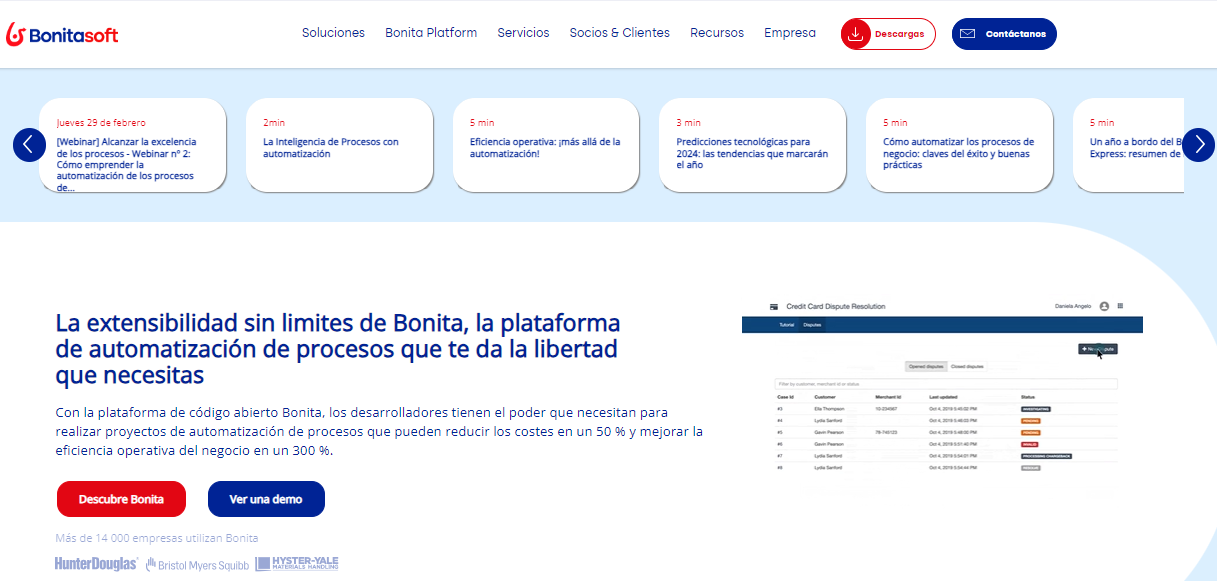 Bonitasoft
Soluciones Bonita Platform Servicios Socios & Clientes Recursos Empresa Descargas Contáctanos
Jueves 29 de febrero
[Webinar] Alcanzar la excelencia
de los procesos - Webinar nº 2:
Cómo emprender la
automatización de los procesos
de...
2min
La Inteligencia de Procesos con
automatización
5 min
Eficiencia operativa: ¡más allá de la
automatización!
3 min
Predicciones tecnológicas para
2024: las tendencias que marcarán
el año
5 min
Cómo automatizar los procesos de
negocio: claves del éxito y buenas
prácticas
5 min
Un año a bordo del B
Express: resumen de
La extensibilidad sin limites de Bonita, la plataforma
de automatización de procesos que te da la libertad
que necesitas
Con la plataforma de código abierto Bonita, los desarrolladores tienen el poder que necesitan para
realizar proyectos de automatización de procesos que pueden reducir los costes en un 50 % y mejorar la
eficiencia operativa del negocio en un 300 %.
Descubre Bonita Ver una demo
Más de 14 000 empresas utilizan Bonita
HunterDouglas Bristol Myers Squibb HYSTER-YALE
MATERIALS HANDLING
Credit Card Dispute Resolution Daniela Angelo
Tutorial Disputes
Opened disputes Closed disputes
Filter by customer, merchant id or status
Case Id Customer Merchant Id Last updated Status
#3 Ella Thompson 10-234567 Oct 4, 2019 5:45:02 PM INVESTIGATING
#4 Lydia Sanford Oct 4, 2019 5:46:02 PM PENDING
#5 Gavin Pearson 78-745123 Oct 4, 2019 5:48:02 PM PENDING
#6 Gavin Pearson Oct 4, 2019 5:51:40 PM INVALID
#7 Lydia Sanford Oct 4, 2019 5:54:01 PM PROCESSING CHARGEBACK
#8 Lydia Sanford Oct 4, 2019 5:54:44 PM